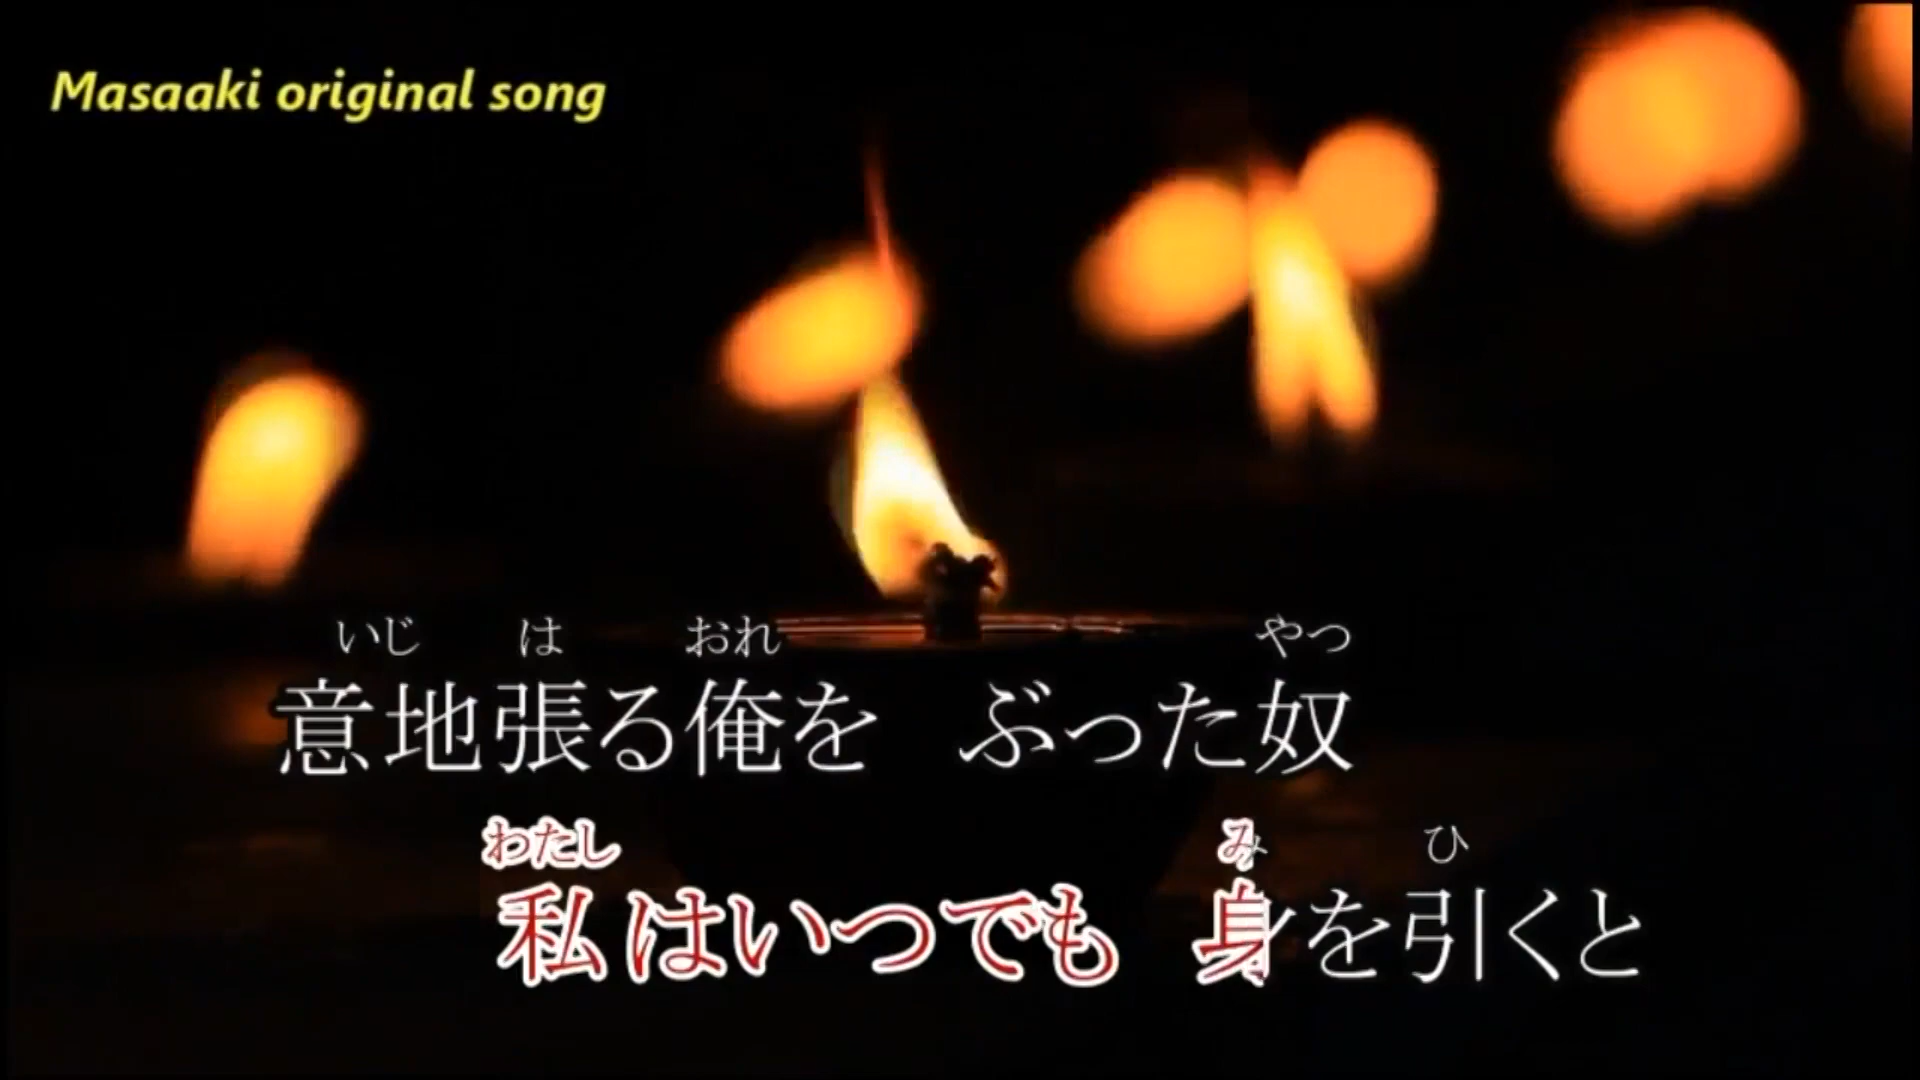 Masaaki original song
いじ は おれ やつ
意地張る俺を ぶった奴
わたし み ひ
私はいつでも 身を引くと